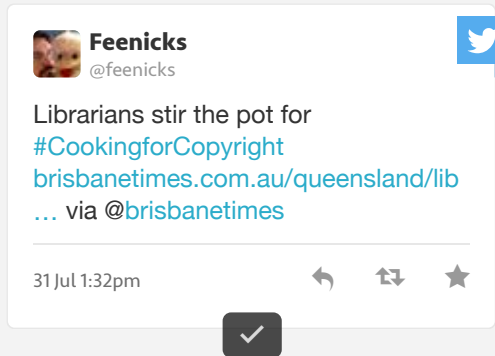 Feenicks
@feenicks
Librarians stir the pot for
#CookingforCopyright
brisbanetimes.com.au/queensland/lib
… via @brisbanetimes
31 Jul 1:32pm